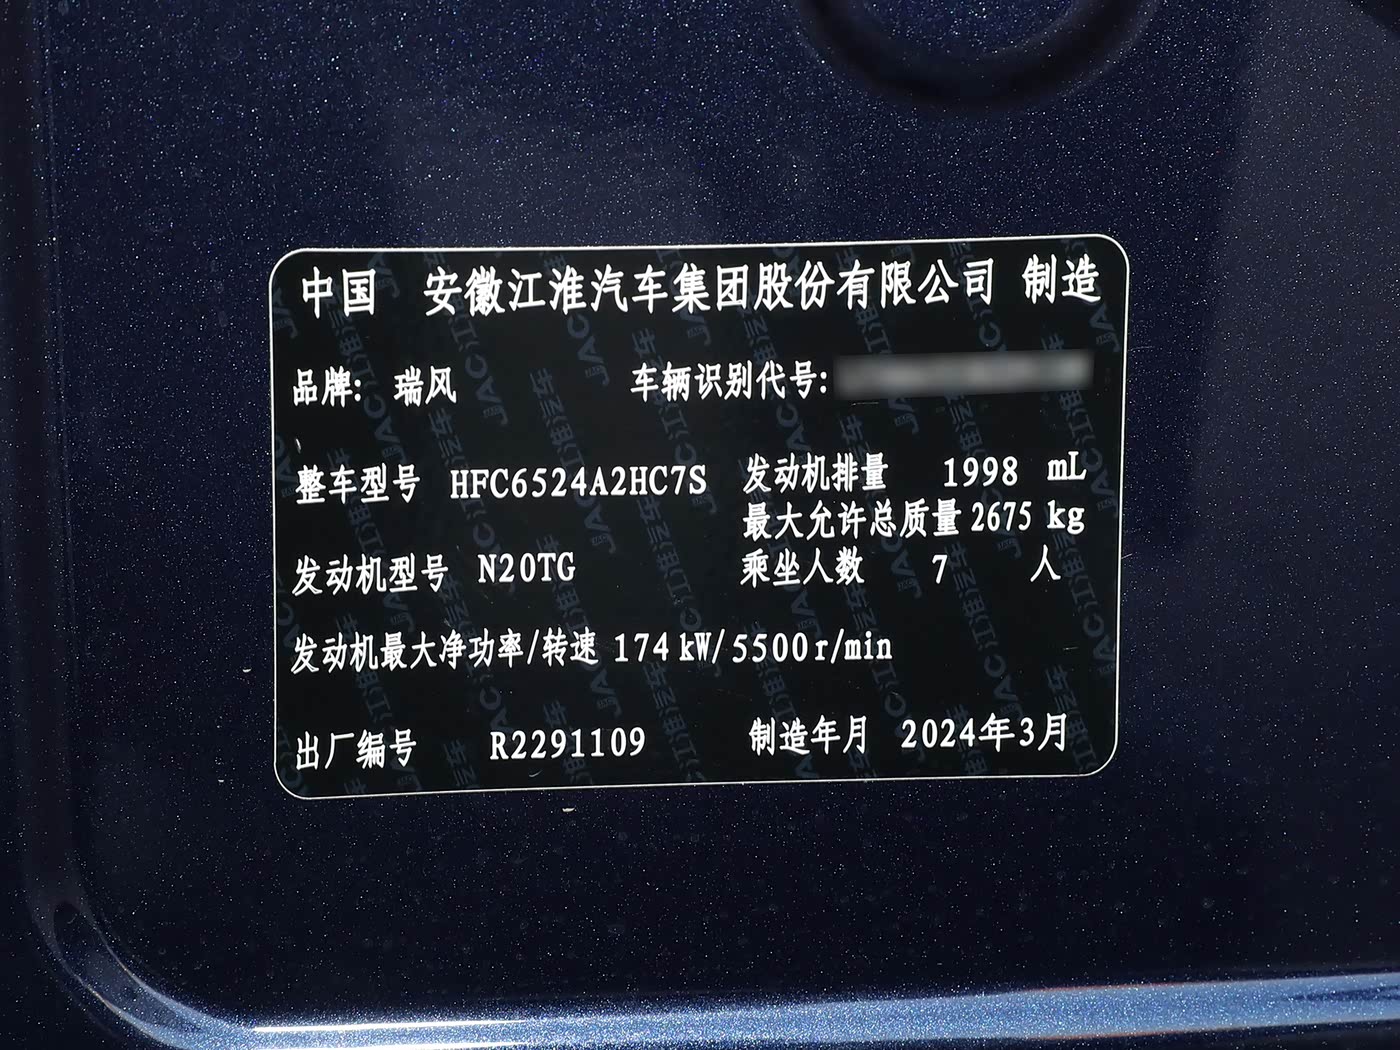 中国 安徽江淮汽车集团股份有限公司 制造
品牌: 瑞风 车辆识别代号:
整车型号 HFC6524A2HC7S 发动机排量 1998 mL
最大允许总质量 2675 kg
发动机型号 N20TG 乘坐人数 7 人
发动机最大净功率/转速 174 kW/5500r/min
出厂编号 R2291109 制造年月 2024年3月